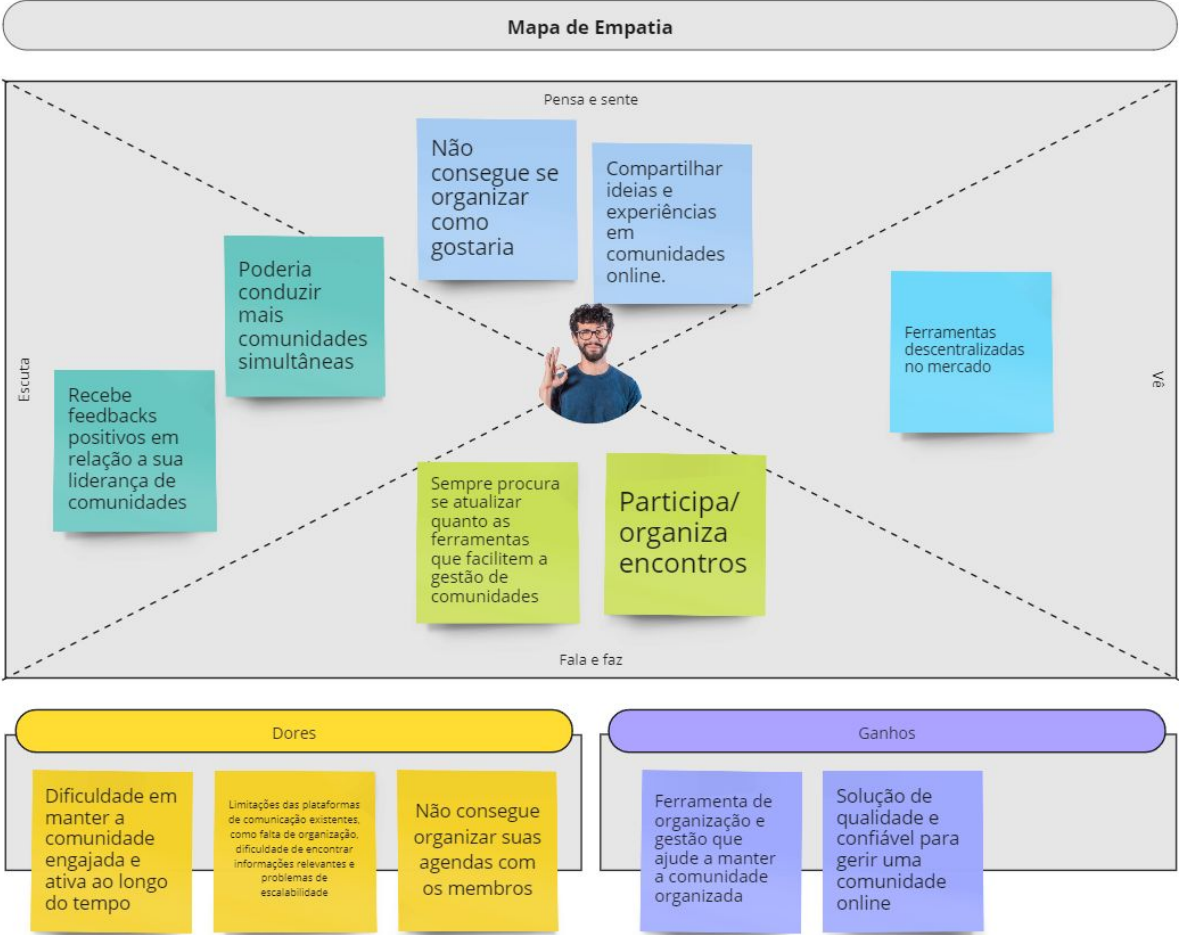 Mapa de Empatia
Pensa e sente
Não
consegue se
organizar
como
gostaria
Compartilhar
ideias e
experiências
em
comunidades
online.
Poderia
conduzir
mais
comunidades
simultâneas
Escuta
Recebe
feedbacks
positivos em
relação a sua
liderança de
comunidades
Ferramentas
descentralizadas
no mercado
Vê
Sempre procura
se atualizar
quanto as
ferramentas
que facilitem a
gestão de
comunidades
Participa/
organiza
encontros
Fala e faz
Dores
Dificuldade em
manter a
comunidade
engajada e
ativa ao longo
do tempo
Limitações das plataformas
de comunicação existentes,
como falta de organização,
dificuldade de encontrar
informações relevantes e
problemas de
escalabilidade
Não consegue
organizar suas
agendas com
os membros
Ganhos
Ferramenta de
organização e
gestão que
ajude a manter
a comunidade
organizada
Solução de
qualidade e
confiável para
gerir uma
comunidade
online